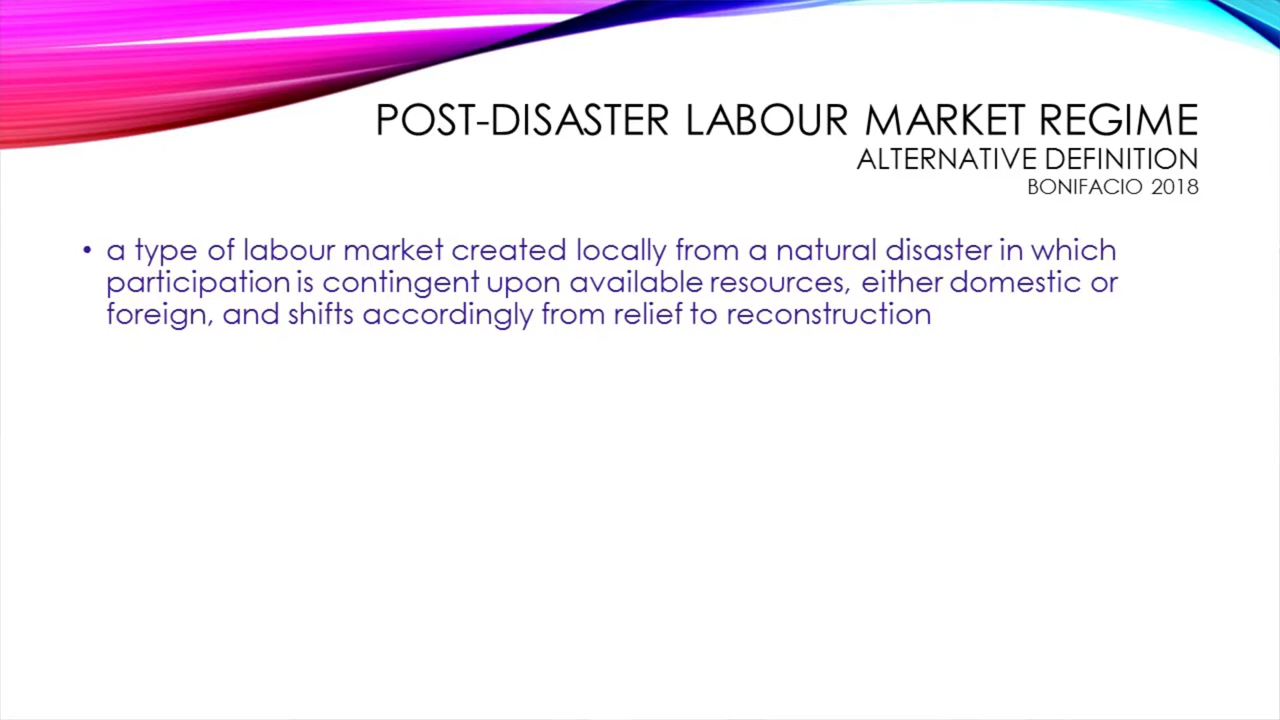 POST-DISASTER LABOUR MARKET REGIME
ALTERNATIVE DEFINITION
BONIFACIO 2018
• a type of labour market created locally from a natural disaster in which
participation is contingent upon available resources, either domestic or
foreign, and shifts accordingly from relief to reconstruction